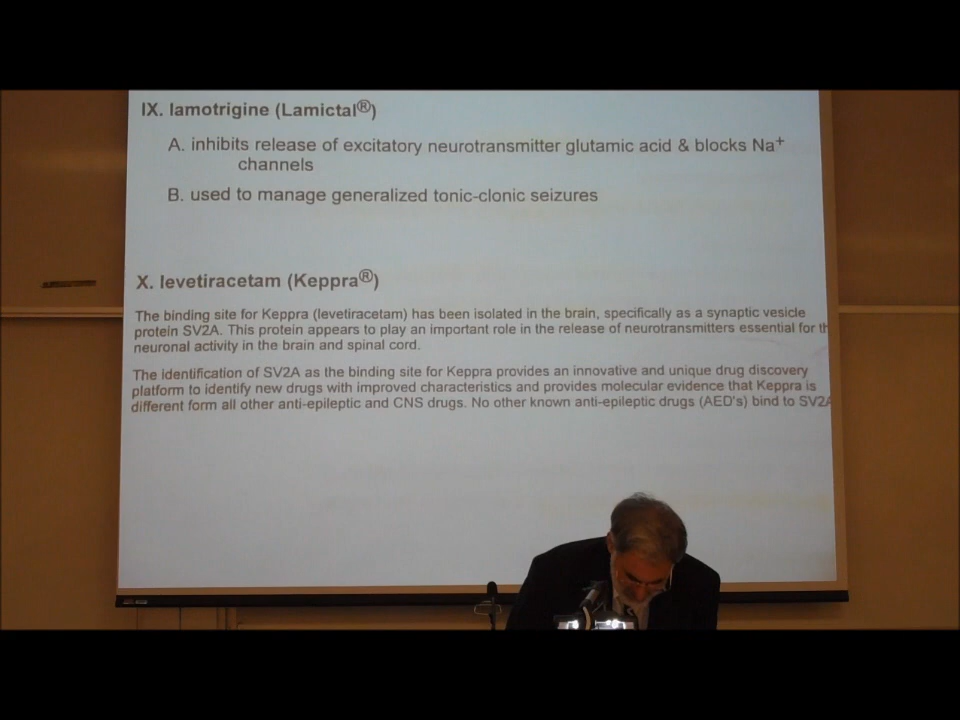 IX. lamotrigine (Lamictal®)
A. inhibits release of excitatory neurotransmitter glutamic acid & blocks Na+
channels
B. used to manage generalized tonic-clonic seizures
X. levetiracetam (Keppra®)
The binding site for Keppra (levetiracetam) has been isolated in the brain, specifically as a synaptic vesicle
protein SV2A. This protein appears to play an important role in the release of neurotransmitters essential for th
neuronal activity in the brain and spinal cord.
The identification of SV2A as the binding site for Keppra provides an innovative and unique drug discovery
platform to identify new drugs with improved characteristics and provides molecular evidence that Keppra is
different form all other anti-epileptic and CNS drugs. No other known anti-epileptic drugs (AED's) bind to SV2A